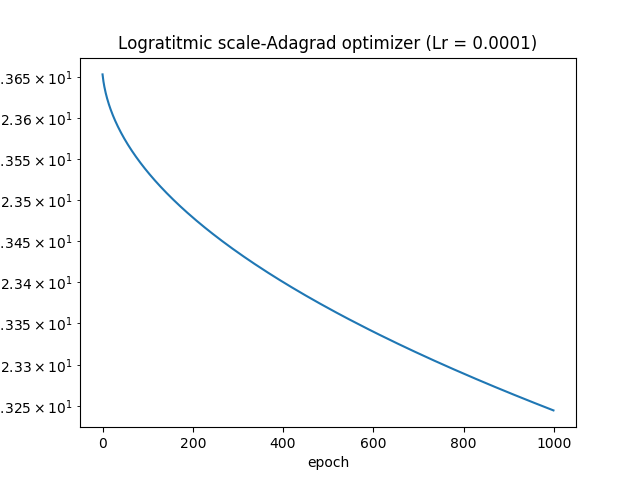 Logratitmic scale-Adagrad optimizer (Lr = 0.0001)
.365 × 10¹
2.36 × 10¹
.355 × 10¹
2.35 × 10¹
.345 × 10¹
2.34 × 10¹
.335 × 10¹
2.33 × 10¹
.325 × 10¹
0 200 400 600 800 1000
epoch